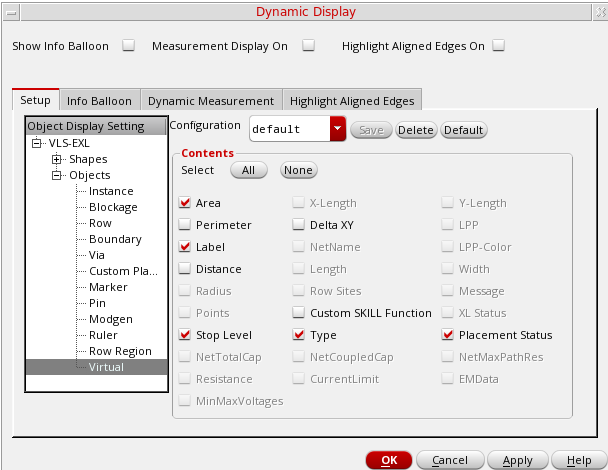 Dynamic Display
Show Info Balloon Measurement Display On Highlight Aligned Edges On
Setup Info Balloon Dynamic Measurement Highlight Aligned Edges
Object Display Setting
VLS-EXL
Shapes
Objects
Instance
Blockage
Row
Boundary
Via
Custom Pla...
Marker
Pin
Modgen
Ruler
Row Region
Virtual
Configuration default Save Delete Default
Contents
Select All None
Area X-Length Y-Length
Perimeter Delta XY LPP
Label NetName LPP-Color
Distance Length Width
Radius Row Sites Message
Points Custom SKILL Function XL Status
Stop Level Type Placement Status
NetTotalCap NetCoupledCap NetMaxPathRes
Resistance CurrentLimit EMData
MinMaxVoltages
OK Cancel Apply Help